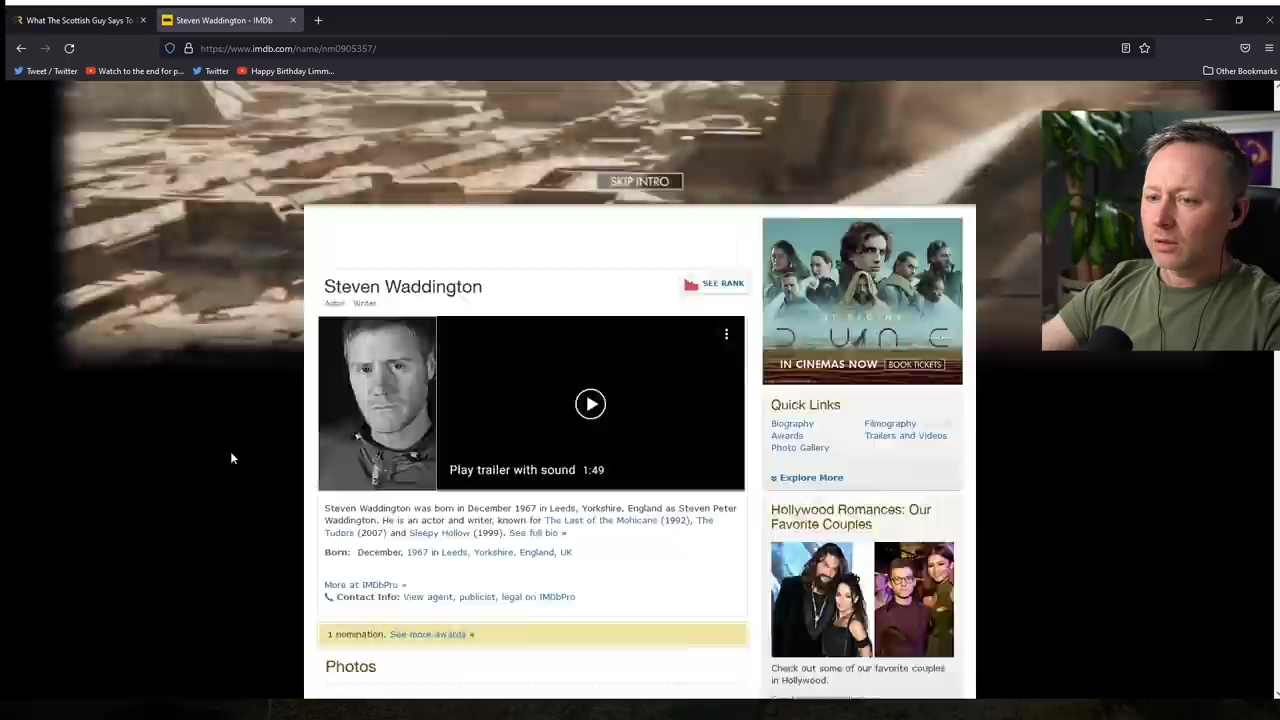 What The Scottish Guy Says To
Steven Waddington - IMDb
https://www.imdb.com/name/nm0905357/
Tweet / Twitter
Watch to the end for p...
Twitter
Happy Birthday Limm...
Other Bookmarks
SKIP INTRO
Steven Waddington
SEE RANK
Actor Writer
Play trailer with sound 1:49
Steven Waddington was born in December 1967 in Leeds, Yorkshire, England as Steven Peter
Waddington. He is an actor and writer, known for The Last of the Mohicans (1992), The
Tudors (2007) and Sleepy Hollow (1999). See full bio »
Born: December, 1967 in Leeds, Yorkshire, England, UK
More at IMDbPro »
Contact Info: View agent, publicist, legal on IMDbPro
1 nomination. See more awards »
Photos
IT BEGINS
DUNE
IN CINEMAS NOW BOOK TICKETS
Quick Links
Biography
Filmography
Awards
Trailers and Videos
Photo Gallery
Explore More
Hollywood Romances: Our
Favorite Couples
Check out some of our favorite couples
in Hollywood.